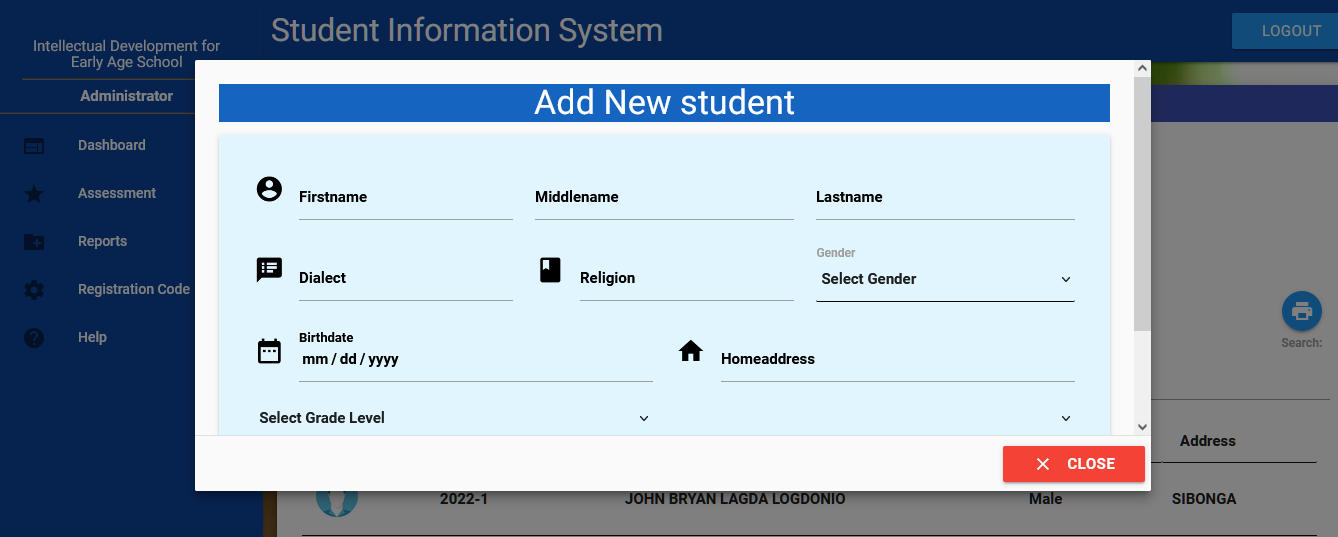 Student Information System
LOGOUT
Intellectual Development for
Early Age School
Administrator
Dashboard
Assessment
Reports
Registration Code
Help
Add New student
Firstname
Middlename
Lastname
Dialect
Religion
Gender
Select Gender
Birthdate
mm / dd / yyyy
Homeaddress
Select Grade Level
CLOSE
Search:
Address
2022-1 JOHN BRYAN LAGDA LOGDONIO Male SIBONGA